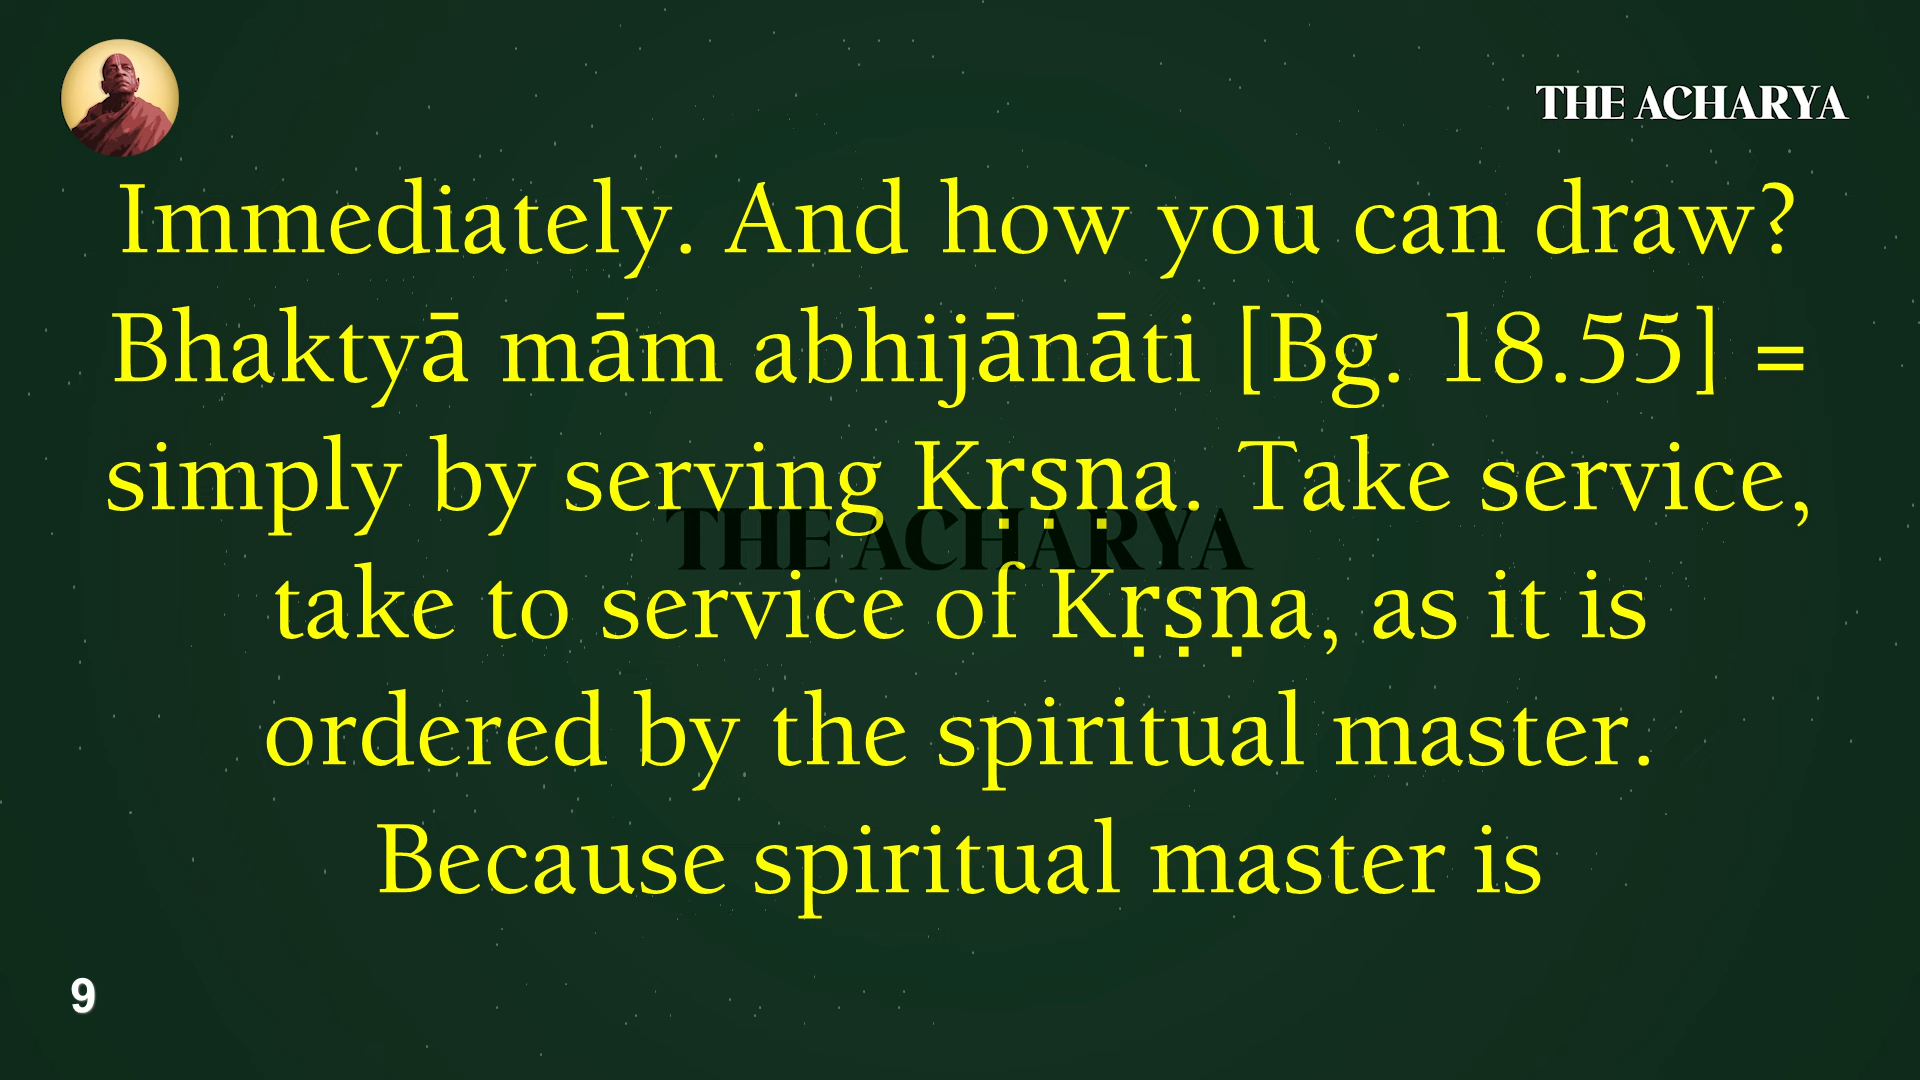 THE ACHARYA
Immediately. And how you can draw?
Bhaktyā mām abhijānāti [Bg. 18.55] =
simply by serving Kṛṣṇa. Take service,
THE ACHARYA
take to service of Kṛṣṇa, as it is
ordered by the spiritual master.
Because spiritual master is
9